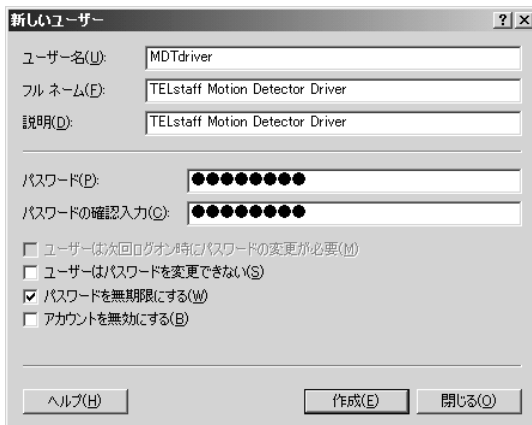 新しいユーザー
ユーザー名(U): MDTdriver
フル ネーム(F): TELstaff Motion Detector Driver
説明(D): TELstaff Motion Detector Driver
パスワード(P): ●●●●●●●●
パスワードの確認入力(C): ●●●●●●●●
ユーザーは次回ログオン時にパスワードの変更が必要(M)
ユーザーはパスワードを変更できない(S)
パスワードを無期限にする(W)
アカウントを無効にする(B)
ヘルプ(H) 作成(E) 閉じる(O)